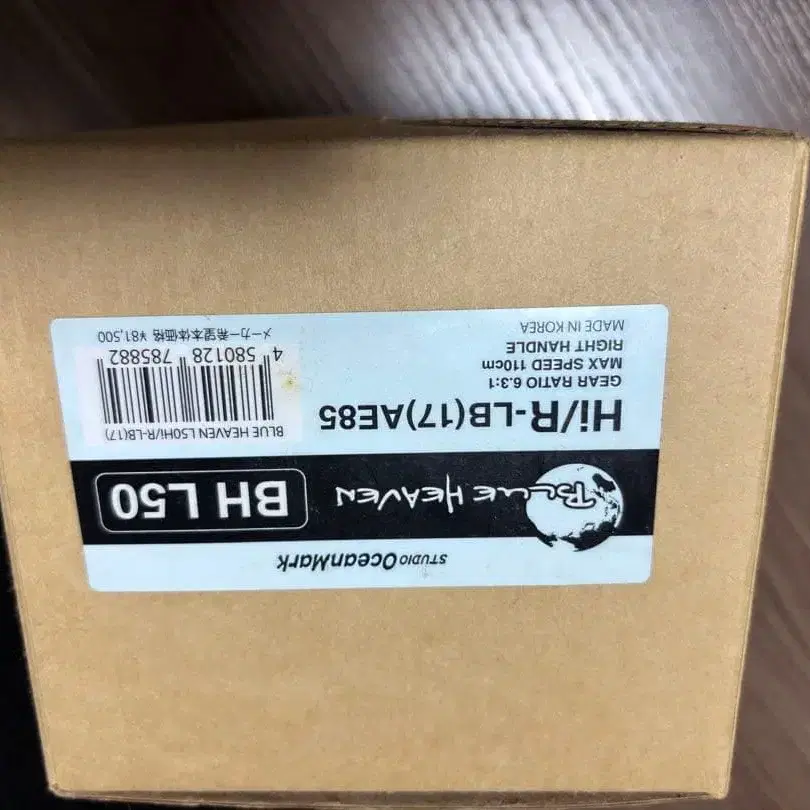 STUDIO OceanMark
BLUE HEAVEN BH L50
Hi/R-LB(17)AE85
GEAR RATIO 6.3:1
MAX SPEED 110cm
RIGHT HANDLE
MADE IN KOREA
BLUE HEAVEN L50Hi/R-LB(17)
4 580128 785882
メーカー希望本体価格 ¥81,500